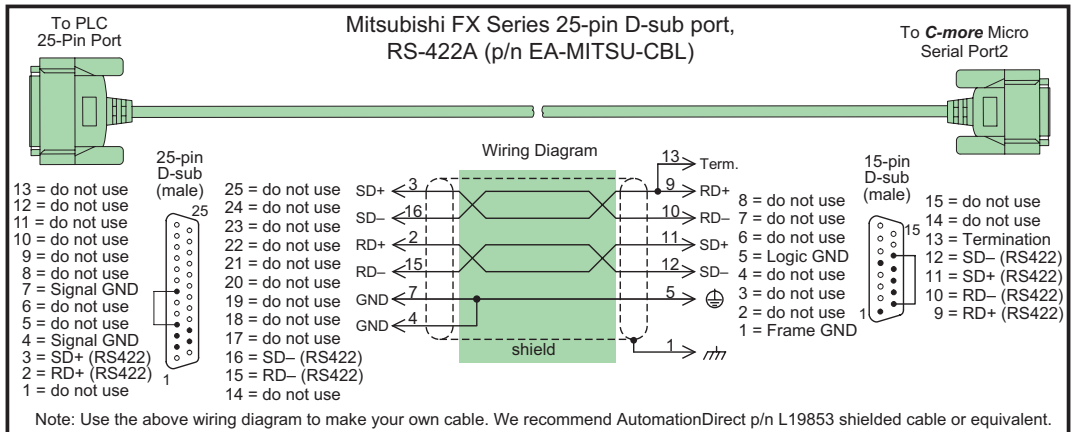 To PLC
25-Pin Port
Mitsubishi FX Series 25-pin D-sub port,
RS-422A (p/n EA-MITSU-CBL)
To C-more Micro
Serial Port2
25-pin
D-sub
(male)
13 = do not use
12 = do not use
11 = do not use
10 = do not use
9 = do not use
8 = do not use
7 = Signal GND
6 = do not use
5 = do not use
4 = Signal GND
3 = SD+ (RS422)
2 = RD+ (RS422)
1 = do not use
25
1
25 = do not use
24 = do not use
23 = do not use
22 = do not use
21 = do not use
20 = do not use
19 = do not use
18 = do not use
17 = do not use
16 = SD– (RS422)
15 = RD– (RS422)
14 = do not use
Wiring Diagram
13 Term.
SD+ 3 9 RD+
SD– 16 10 RD–
RD+ 2 11 SD+
RD– 15 12 SD–
GND 7 5
GND 4
shield
1
8 = do not use
7 = do not use
6 = do not use
5 = Logic GND
4 = do not use
3 = do not use
2 = do not use
1 = Frame GND
15-pin
D-sub
(male)
15
1
15 = do not use
14 = do not use
13 = Termination
12 = SD– (RS422)
11 = SD+ (RS422)
10 = RD– (RS422)
9 = RD+ (RS422)
Note: Use the above wiring diagram to make your own cable. We recommend AutomationDirect p/n L19853 shielded cable or equivalent.